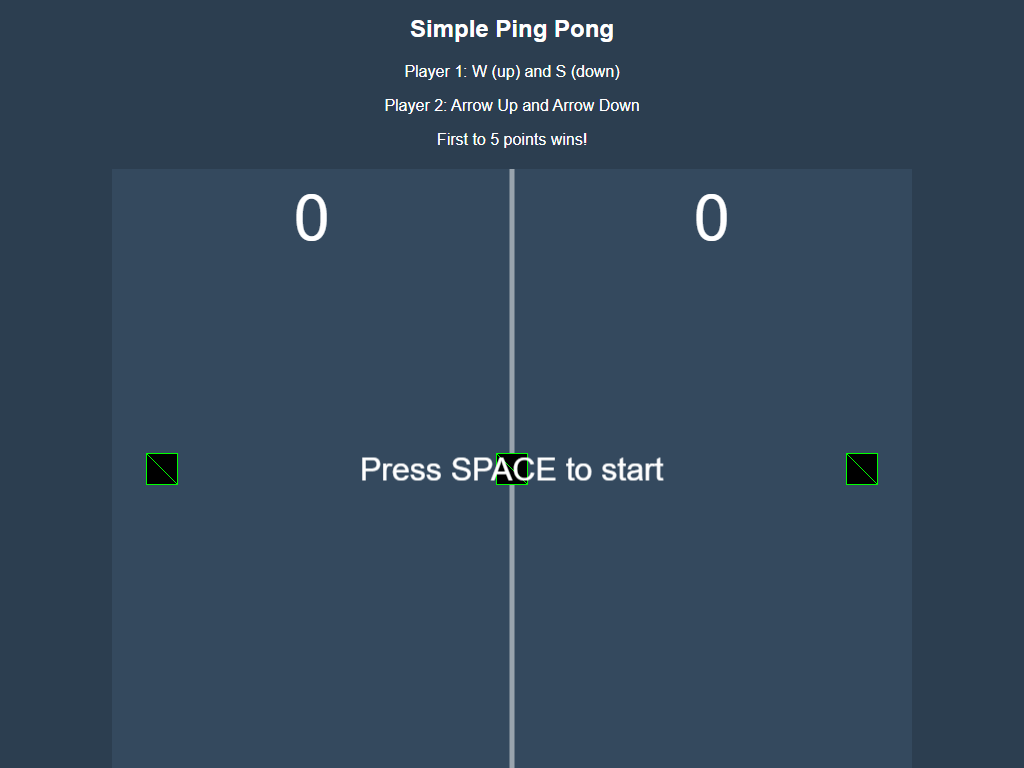 Simple Ping Pong
Player 1: W (up) and S (down)
Player 2: Arrow Up and Arrow Down
First to 5 points wins!
0 0
Press SPACE to start